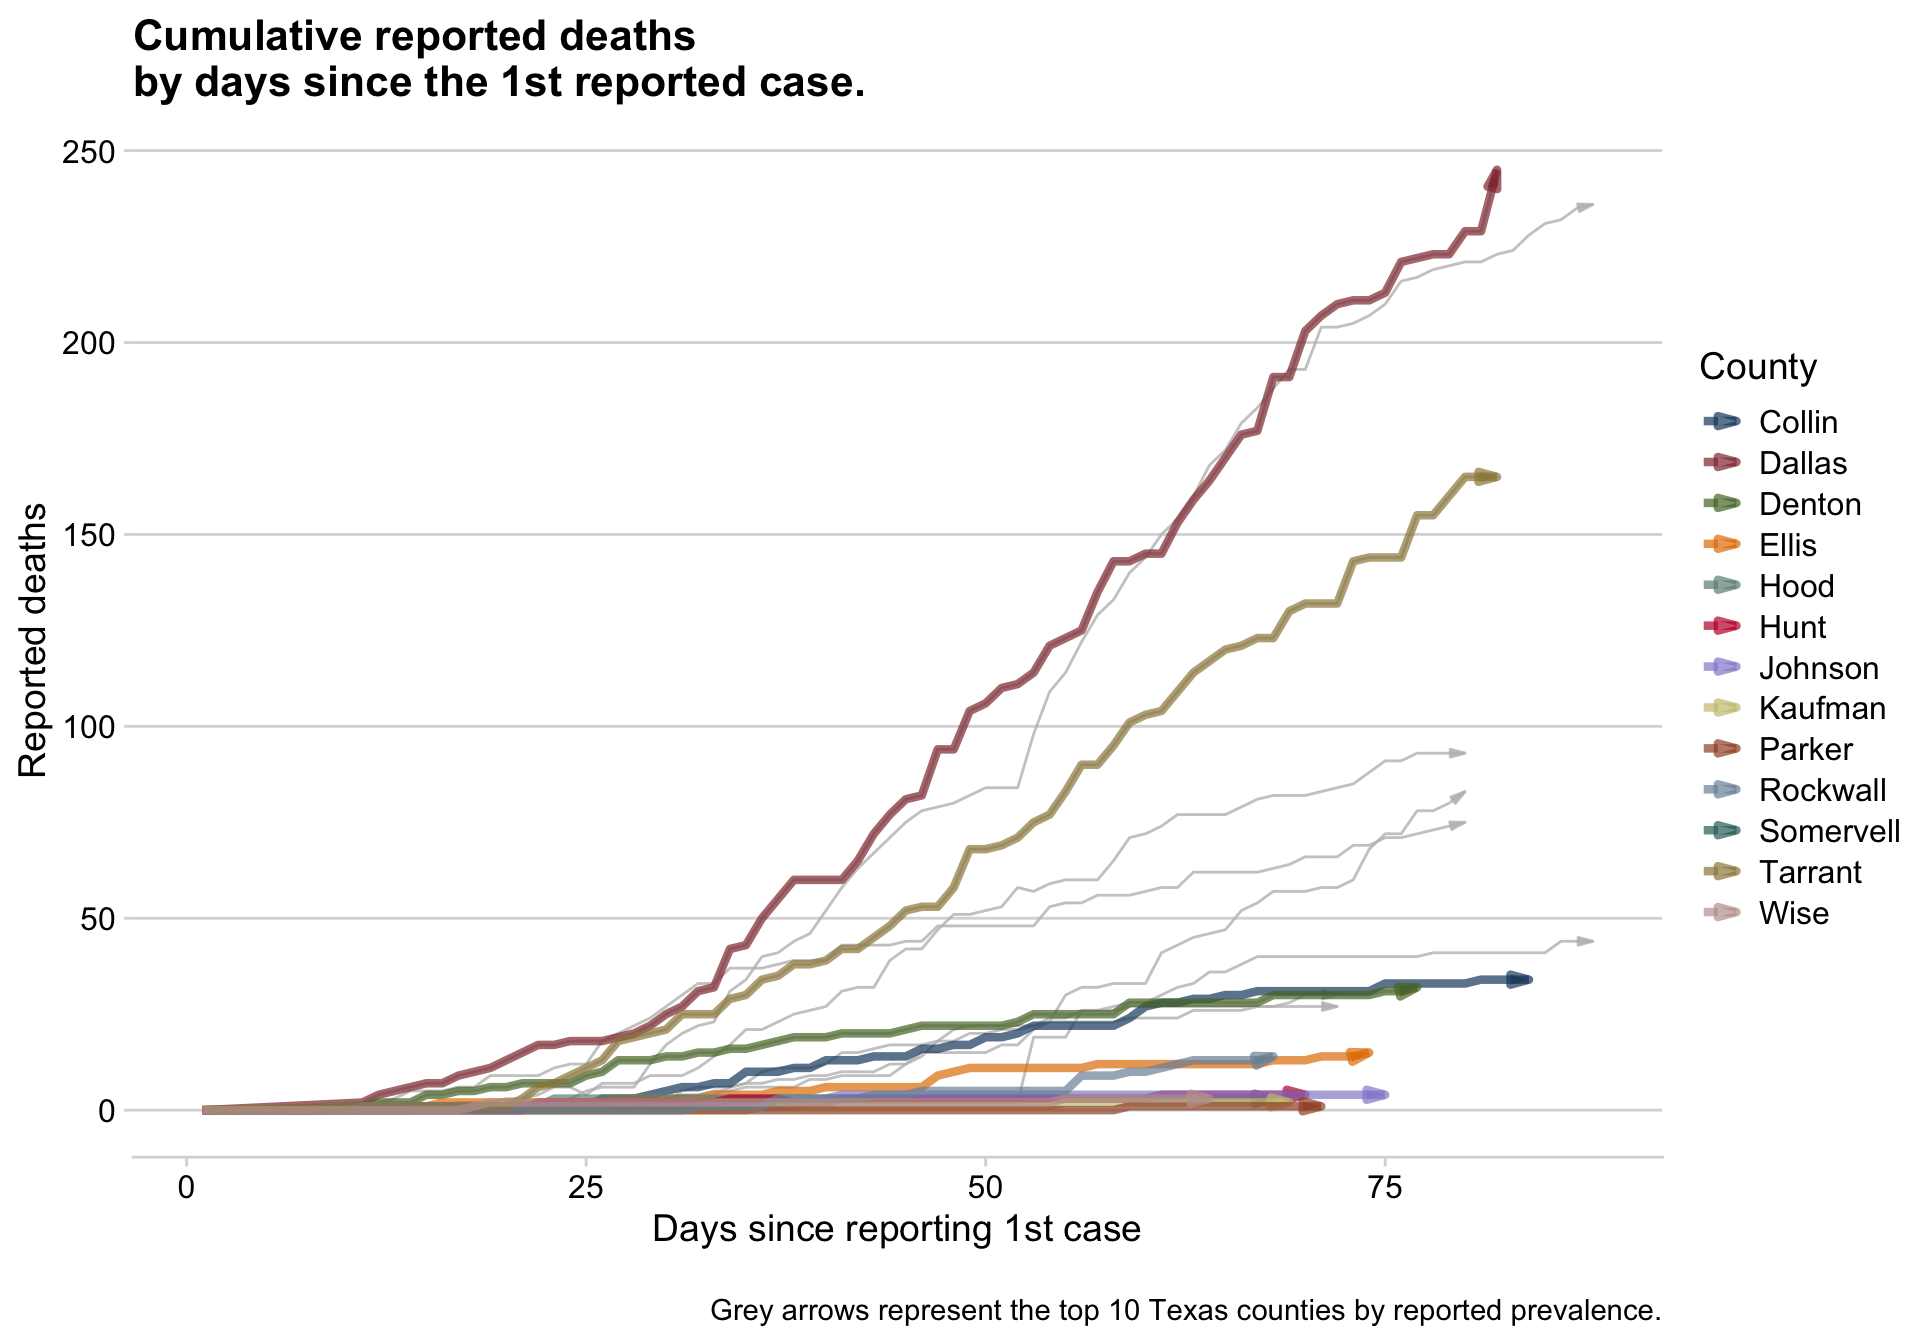 Cumulative reported deaths
by days since the 1st reported case.
250
200
150
100
50
0
Reported deaths
0
25
50
75
Days since reporting 1st case
County
Collin
Dallas
Denton
Ellis
Hood
Hunt
Johnson
Kaufman
Parker
Rockwall
Somervell
Tarrant
Wise
Grey arrows represent the top 10 Texas counties by reported prevalence.